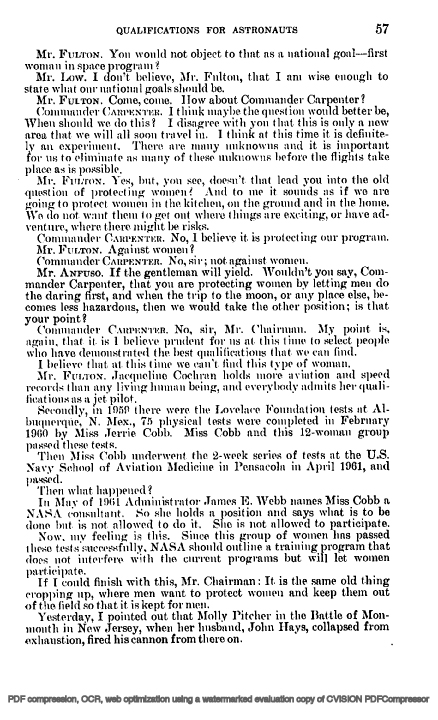 QUALIFICATIONS FOR ASTRONAUTS 57
Mr. FULTON. You would not object to that as a national goal—first
woman in space program?
Mr. Low. I don't believe, Mr. Fulton, that I am wise enough to
state what our national goals should be.
Mr. FULTON. Come, come. How about Commander Carpenter?
Commander CARPENTER. I think maybe the question would better be,
When should we do this? I disagree with you that this is only a new
area that we will all soon travel in. I think at this time it is definite-
ly an experiment. There are many unknowns and it is important
for us to eliminate as many of these unknowns before the flights take
place as is possible.
Mr. FULTON. Yes, but, you see, doesn't that lead you into the old
question of protecting women? And to me it sounds as if we are
going to protect women in the kitchen, on the ground and in the home.
We do not want them to get out where things are exciting, or have ad-
venture, where there might be risks.
Commander CARPENTER. No, I believe it is protecting our program.
Mr. FULTON. Against women?
Commander CARPENTER. No, sir; not against women.
Mr. ANFUSO. If the gentleman will yield. Wouldn't you say, Com-
mander Carpenter, that you are protecting women by letting men do
the daring first, and when the trip to the moon, or any place else, be-
comes less hazardous, then we would take the other position; is that
your point?
Commander CARPENTER. No, sir, Mr. Chairman. My point is,
again, that it is I believe prudent for us at this time to select people
who have demonstrated the best qualifications that we can find.
I believe that at this time we can't find this type of woman.
Mr. FULTON. Jacqueline Cochran holds more aviation and speed
records than any living human being, and everybody admits her quali-
fications as a jet pilot.
Secondly, in 1959 there were the Lovelace Foundation tests at Al-
buquerque, N. Mex., 75 physical tests were completed in February
1960 by Miss Jerrie Cobb. Miss Cobb and this 12-woman group
passed these tests.
Then Miss Cobb underwent the 2-week series of tests at the U.S.
Navy School of Aviation Medicine in Pensacola in April 1961, and
passed.
Then what happened?
In May of 1961 Administrator James E. Webb names Miss Cobb a
NASA consultant. So she holds a position and says what is to be
done but is not allowed to do it. She is not allowed to participate.
Now, my feeling is this. Since this group of women has passed
these tests successfully, NASA should outline a training program that
does not interfere with the current programs but will let women
participate.
If I could finish with this, Mr. Chairman: It is the same old thing
cropping up, where men want to protect women and keep them out
of the field so that it is kept for men.
Yesterday, I pointed out that Molly Pitcher in the Battle of Mon-
mouth in New Jersey, when her husband, John Hays, collapsed from
exhaustion, fired his cannon from there on.
PDF compression, OCR, web optimization using a watermarked evaluation copy of CVISION PDFCompressor